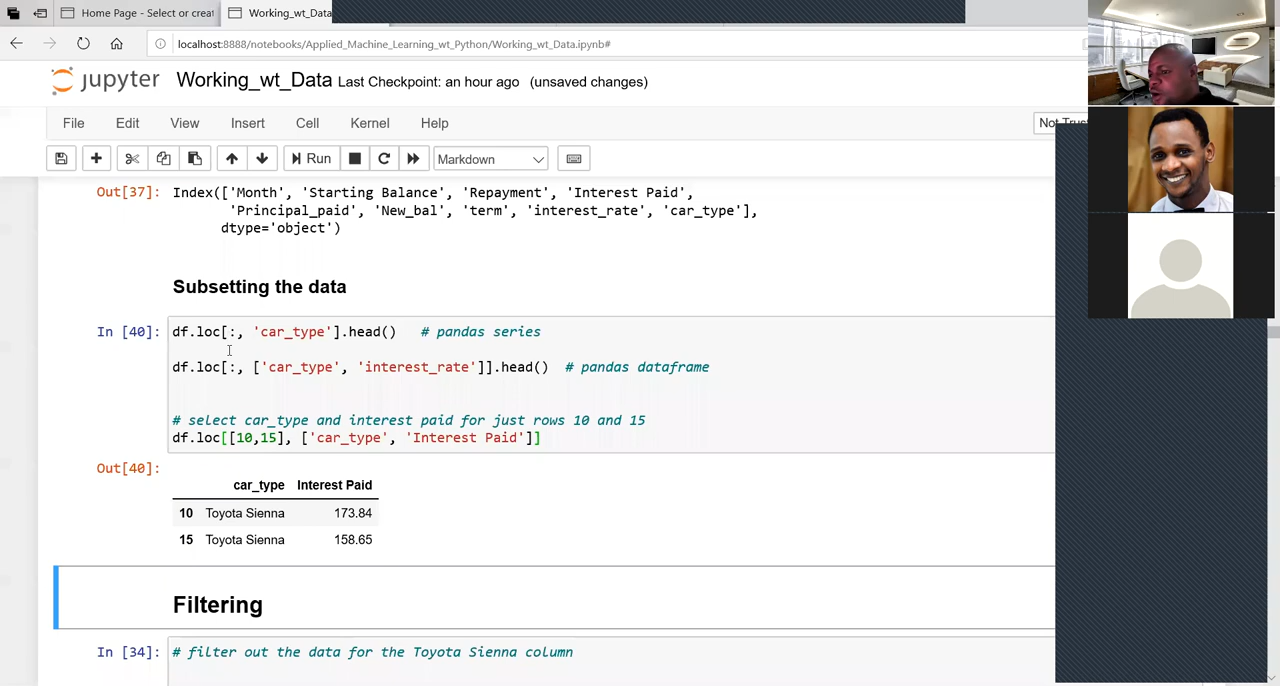 Home Page - Select or creat
Working_wt_Data
localhost:8888/notebooks/Applied_Machine_Learning_wt_Python/Working_wt_Data.ipynb#
jupyter Working_wt_Data Last Checkpoint: an hour ago (unsaved changes)
File Edit View Insert Cell Kernel Help
Not Trus
Run Markdown
Out[37]: Index(['Month', 'Starting Balance', 'Repayment', 'Interest Paid',
'Principal_paid', 'New_bal', 'term', 'interest_rate', 'car_type'],
dtype='object')
Subsetting the data
In [40]: df.loc[:, 'car_type'].head() # pandas series
df.loc[:, ['car_type', 'interest_rate']].head() # pandas dataframe
# select car_type and interest paid for just rows 10 and 15
df.loc[[10,15], ['car_type', 'Interest Paid']]
Out[40]:
car_type Interest Paid
10 Toyota Sienna 173.84
15 Toyota Sienna 158.65
Filtering
In [34]: # filter out the data for the Toyota Sienna column